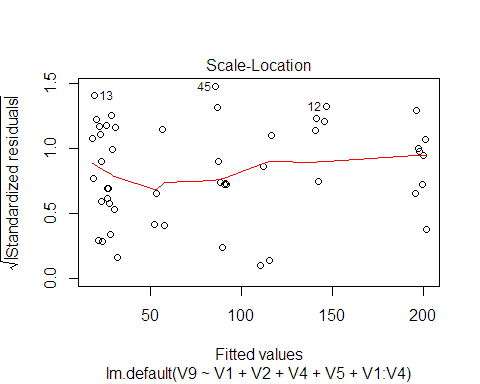 Scale-Location
√|Standardized residuals|
1.5
1.0
0.5
0.0
13
45
12
50
100
150
200
Fitted values
lm.default(V9 ~ V1 + V2 + V4 + V5 + V1:V4)